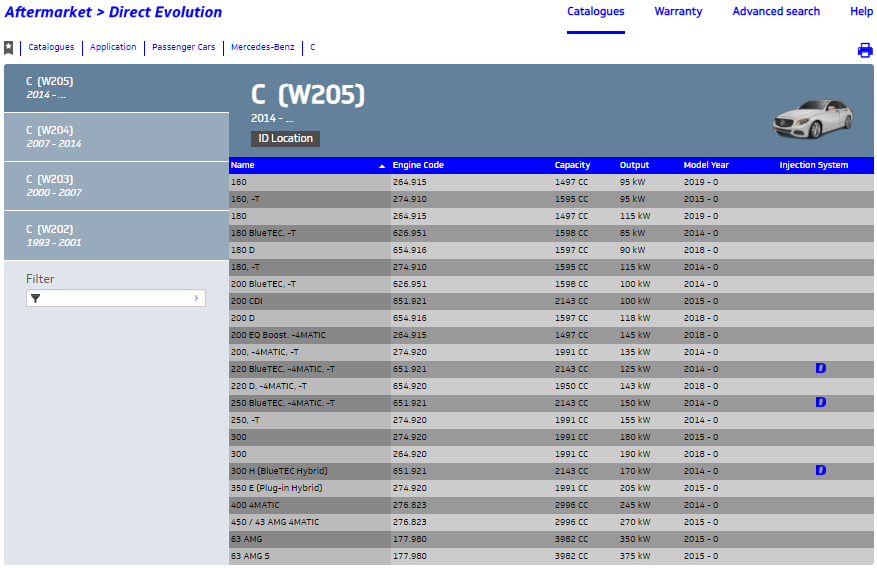 Aftermarket > Direct Evolution
Catalogues Warranty Advanced search Help
Catalogues Application Passenger Cars Mercedes-Benz C
C (W205)
2014 - ...
C (W204)
2007 - 2014
C (W203)
2000 - 2007
C (W202)
1993 - 2001
Filter
C (W205)
2014 - ...
ID Location
Name Engine Code Capacity Output Model Year Injection System
160 264.915 1497 CC 95 kW 2019 - 0
160, -T 274.910 1595 CC 95 kW 2015 - 0
180 264.915 1497 CC 115 kW 2019 - 0
180 BlueTEC, -T 626.951 1598 CC 85 kW 2014 - 0
180 D 654.916 1597 CC 90 kW 2018 - 0
180, -T 274.910 1595 CC 115 kW 2014 - 0
200 BlueTEC, -T 626.951 1598 CC 100 kW 2014 - 0
200 CDI 651.921 2143 CC 100 kW 2015 - 0
200 D 654.916 1597 CC 118 kW 2018 - 0
200 EQ Boost, -4MATIC 264.915 1497 CC 145 kW 2018 - 0
200, -4MATIC, -T 274.920 1991 CC 135 kW 2014 - 0
220 BlueTEC, -4MATIC, -T 651.921 2143 CC 125 kW 2014 - 0 D
220 D, -4MATIC, -T 654.920 1950 CC 143 kW 2018 - 0
250 BlueTEC, -4MATIC, -T 651.921 2143 CC 150 kW 2014 - 0 D
250, -T 274.920 1991 CC 155 kW 2014 - 0
300 274.920 1991 CC 180 kW 2015 - 0
300 264.920 1991 CC 190 kW 2018 - 0
300 H (BlueTEC Hybrid) 651.921 2143 CC 170 kW 2014 - 0 D
350 E (Plug-in Hybrid) 274.920 1991 CC 205 kW 2015 - 0
400 4MATIC 276.823 2996 CC 245 kW 2014 - 0
450 / 43 AMG 4MATIC 276.823 2996 CC 270 kW 2015 - 0
63 AMG 177.980 3982 CC 350 kW 2015 - 0
63 AMG S 177.980 3982 CC 375 kW 2015 - 0